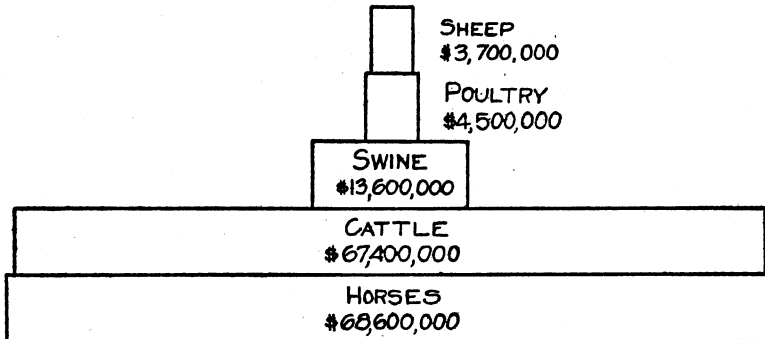 SHEEP
$3,700,000
POULTRY
$4,500,000
SWINE
$13,600,000
CATTLE
$67,400,000
HORSES
$68,600,000